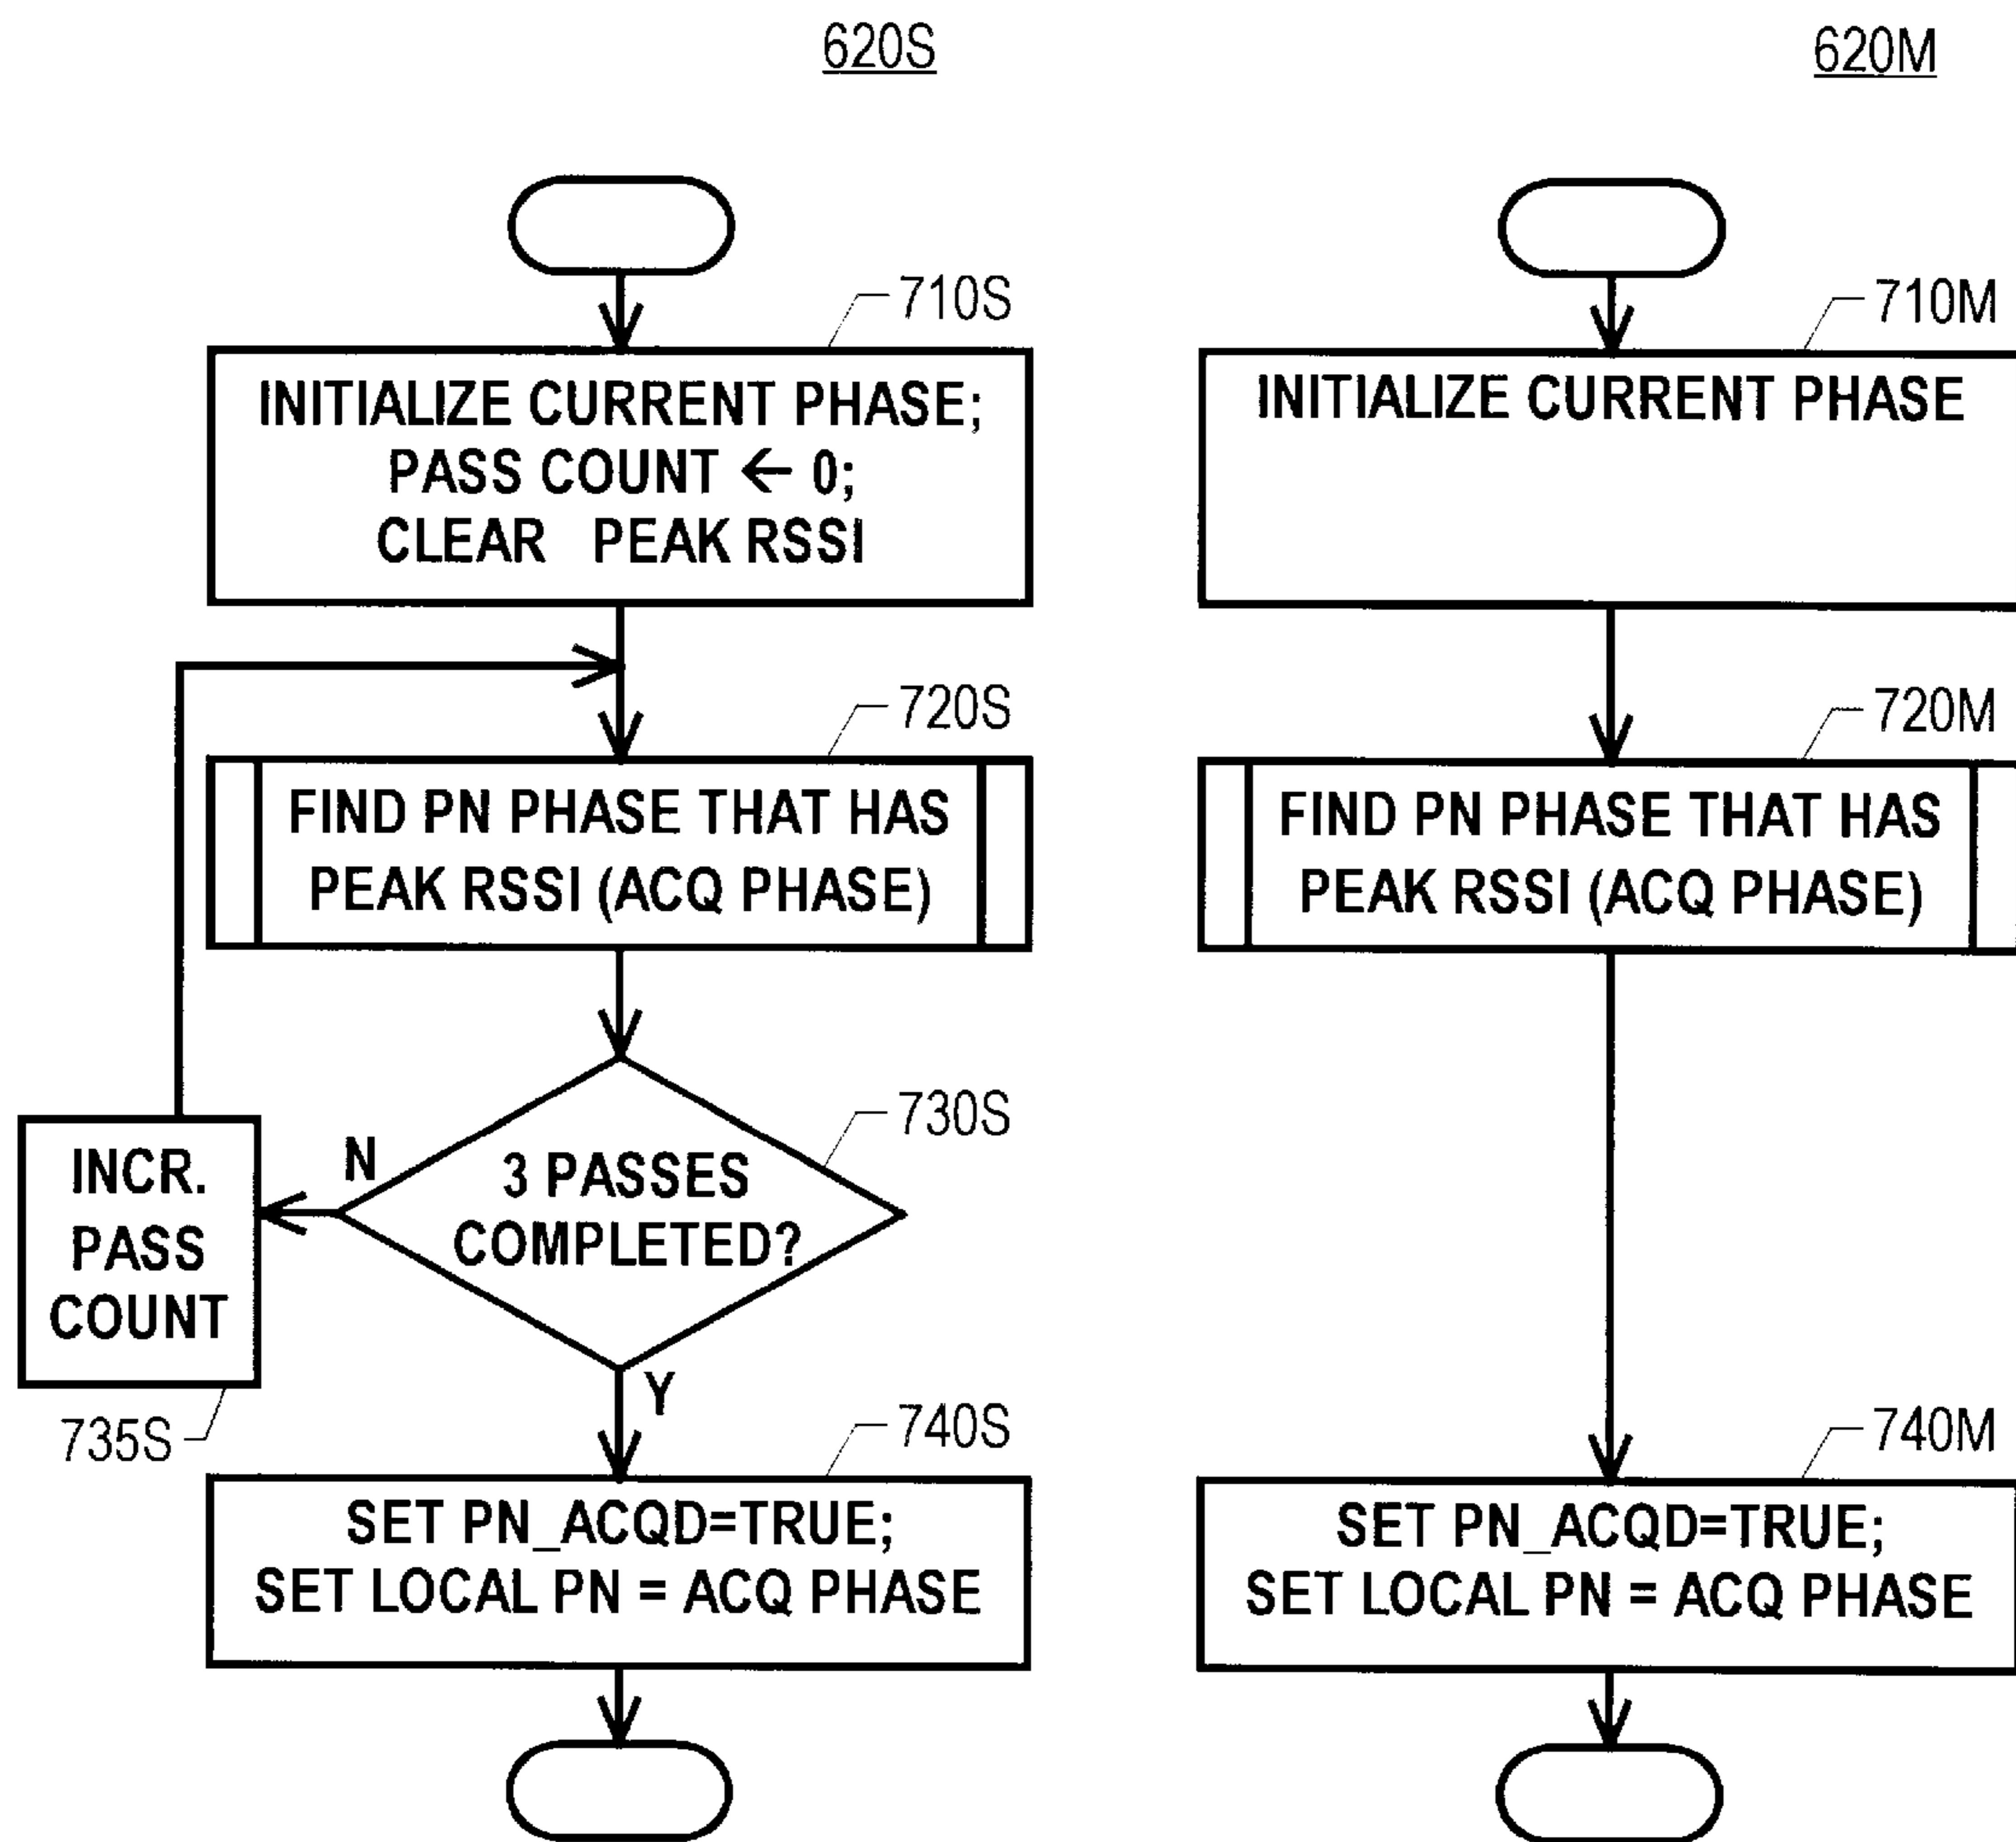 620S
710S
INITIALIZE CURRENT PHASE;
PASS COUNT ← 0;
CLEAR PEAK RSSI
720S
FIND PN PHASE THAT HAS
PEAK RSSI (ACQ PHASE)
730S
3 PASSES
COMPLETED?
N
INCR.
PASS
COUNT
735S
Y
740S
SET PN_ACQD=TRUE;
SET LOCAL PN = ACQ PHASE
620M
710M
INITIALIZE CURRENT PHASE
720M
FIND PN PHASE THAT HAS
PEAK RSSI (ACQ PHASE)
740M
SET PN_ACQD=TRUE;
SET LOCAL PN = ACQ PHASE